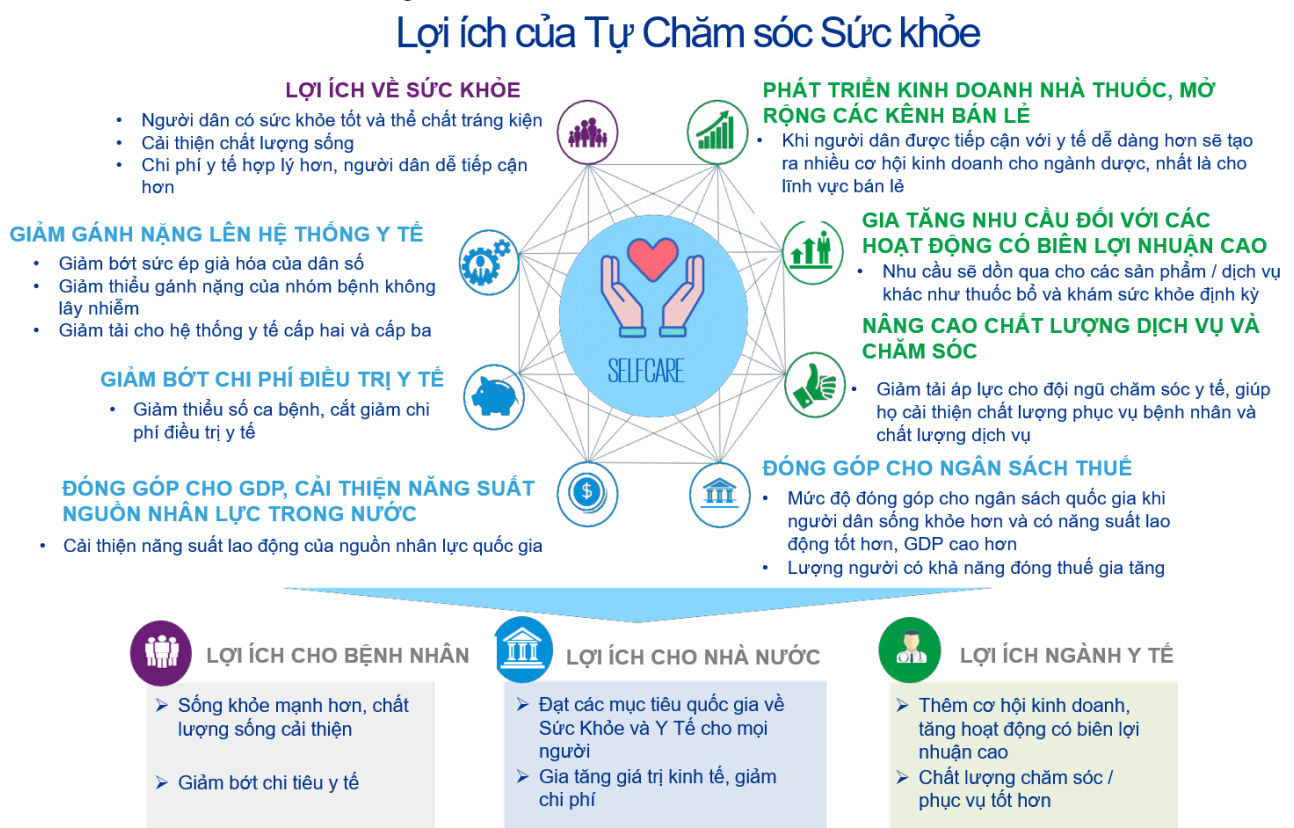 Lợi ích của Tự Chăm sóc Sức khỏe
LỢI ÍCH VỀ SỨC KHỎE
• Người dân có sức khỏe tốt và thể chất tráng kiện
• Cải thiện chất lượng sống
• Chi phí y tế hợp lý hơn, người dân dễ tiếp cận
hơn
GIẢM GÁNH NẶNG LÊN HỆ THỐNG Y TẾ
• Giảm bớt sức ép già hóa của dân số
• Giảm thiểu gánh nặng của nhóm bệnh không
lây nhiễm
• Giảm tải cho hệ thống y tế cấp hai và cấp ba
GIẢM BỚT CHI PHÍ ĐIỀU TRỊ Y TẾ
• Giảm thiểu số ca bệnh, cắt giảm chi
phí điều trị y tế
ĐÓNG GÓP CHO GDP, CẢI THIỆN NĂNG SUẤT
NGUỒN NHÂN LỰC TRONG NƯỚC
• Cải thiện năng suất lao động của nguồn nhân lực quốc gia
SELFCARE
$
PHÁT TRIỂN KINH DOANH NHÀ THUỐC, MỞ
RỘNG CÁC KÊNH BÁN LẺ
• Khi người dân được tiếp cận với y tế dễ dàng hơn sẽ tạo
ra nhiều cơ hội kinh doanh cho ngành dược, nhất là cho
lĩnh vực bán lẻ
GIA TĂNG NHU CẦU ĐỐI VỚI CÁC
HOẠT ĐỘNG CÓ BIÊN LỢI NHUẬN CAO
• Nhu cầu sẽ dồn qua cho các sản phẩm / dịch vụ
khác như thuốc bổ và khám sức khỏe định kỳ
NÂNG CAO CHẤT LƯỢNG DỊCH VỤ VÀ
CHĂM SÓC
• Giảm tải áp lực cho đội ngũ chăm sóc y tế, giúp
họ cải thiện chất lượng phục vụ bệnh nhân và
chất lượng dịch vụ
ĐÓNG GÓP CHO NGÂN SÁCH THUẾ
• Mức độ đóng góp cho ngân sách quốc gia khi
người dân sống khỏe hơn và có năng suất lao
động tốt hơn, GDP cao hơn
• Lượng người có khả năng đóng thuế gia tăng
LỢI ÍCH CHO BỆNH NHÂN
➢ Sống khỏe mạnh hơn, chất
lượng sống cải thiện
➢ Giảm bớt chi tiêu y tế
LỢI ÍCH CHO NHÀ NƯỚC
➢ Đạt các mục tiêu quốc gia về
Sức Khỏe và Y Tế cho mọi
người
➢ Gia tăng giá trị kinh tế, giảm
chi phí
LỢI ÍCH NGÀNH Y TẾ
➢ Thêm cơ hội kinh doanh,
tăng hoạt động có biên lợi
nhuận cao
➢ Chất lượng chăm sóc /
phục vụ tốt hơn